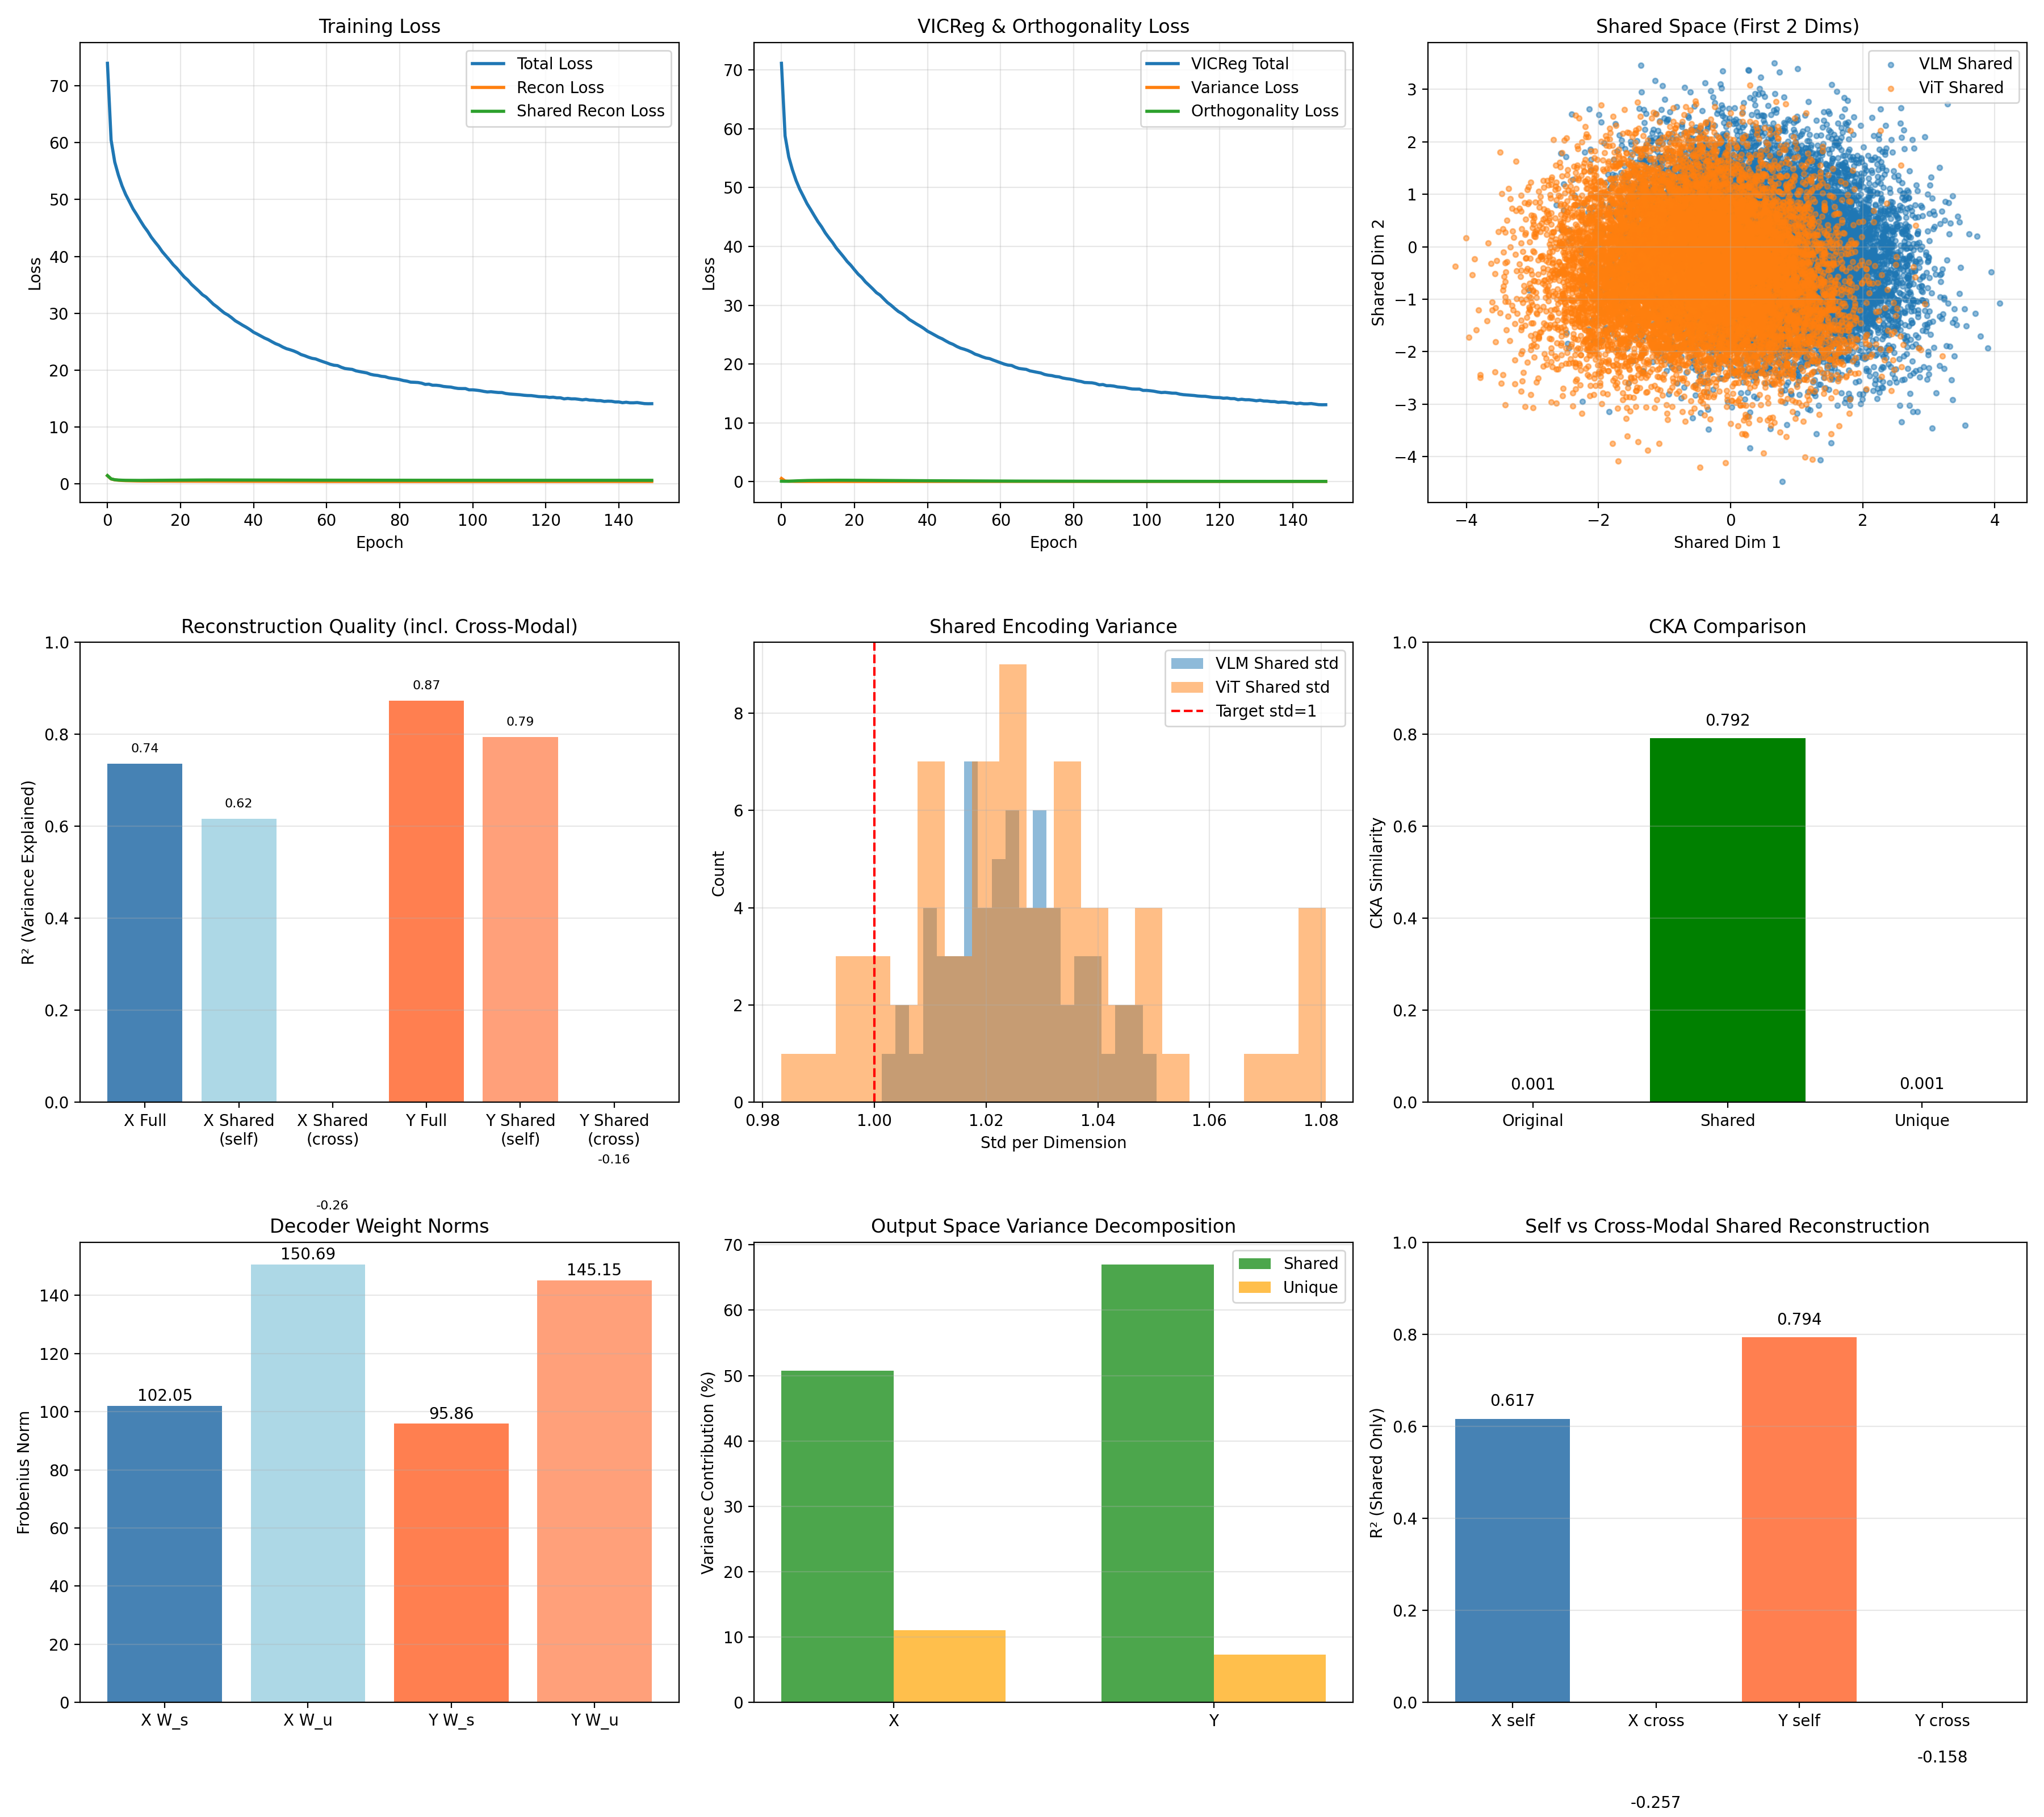 Training Loss
Total Loss
Recon Loss
Shared Recon Loss
Loss
70
60
50
40
30
20
10
0
0 20 40 60 80 100 120 140
Epoch
VICReg & Orthogonality Loss
VICReg Total
Variance Loss
Orthogonality Loss
Loss
70
60
50
40
30
20
10
0
0 20 40 60 80 100 120 140
Epoch
Shared Space (First 2 Dims)
VLM Shared
ViT Shared
Shared Dim 2
3
2
1
0
−1
−2
−3
−4
−4 −2 0 2 4
Shared Dim 1
Reconstruction Quality (incl. Cross-Modal)
R² (Variance Explained)
1.0
0.8
0.6
0.4
0.2
0.0
0.74
0.62
0.87
0.79
X Full X Shared X Shared Y Full Y Shared Y Shared
(self) (cross) (self) (cross)
-0.16
-0.26
Shared Encoding Variance
VLM Shared std
ViT Shared std
Target std=1
Count
8
6
4
2
0
0.98 1.00 1.02 1.04 1.06 1.08
Std per Dimension
CKA Comparison
CKA Similarity
1.0
0.8
0.6
0.4
0.2
0.0
0.001
0.792
0.001
Original Shared Unique
Decoder Weight Norms
Frobenius Norm
140
120
100
80
60
40
20
0
102.05
150.69
95.86
145.15
X W_s X W_u Y W_s Y W_u
Output Space Variance Decomposition
Shared
Unique
Variance Contribution (%)
70
60
50
40
30
20
10
0
X Y
Self vs Cross-Modal Shared Reconstruction
R² (Shared Only)
1.0
0.8
0.6
0.4
0.2
0.0
0.617
0.794
X self X cross Y self Y cross
-0.158
-0.257